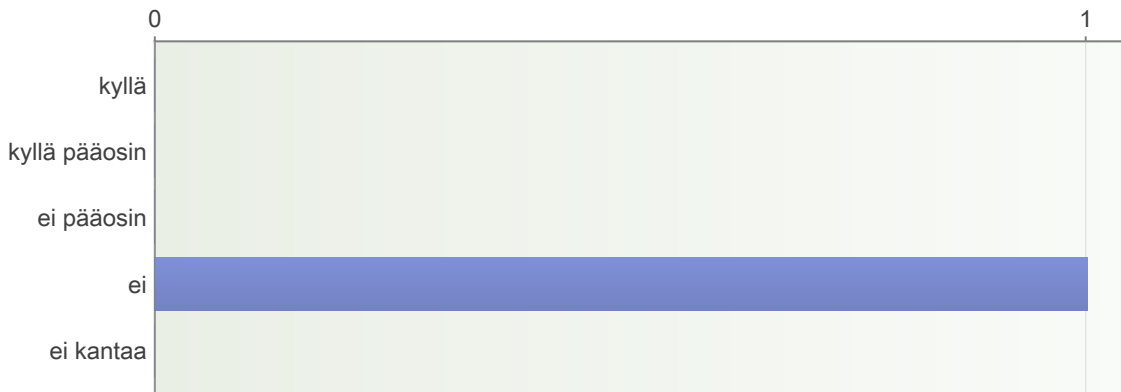 0 1
kyllä
kyllä pääosin
ei pääosin
ei
ei kantaa